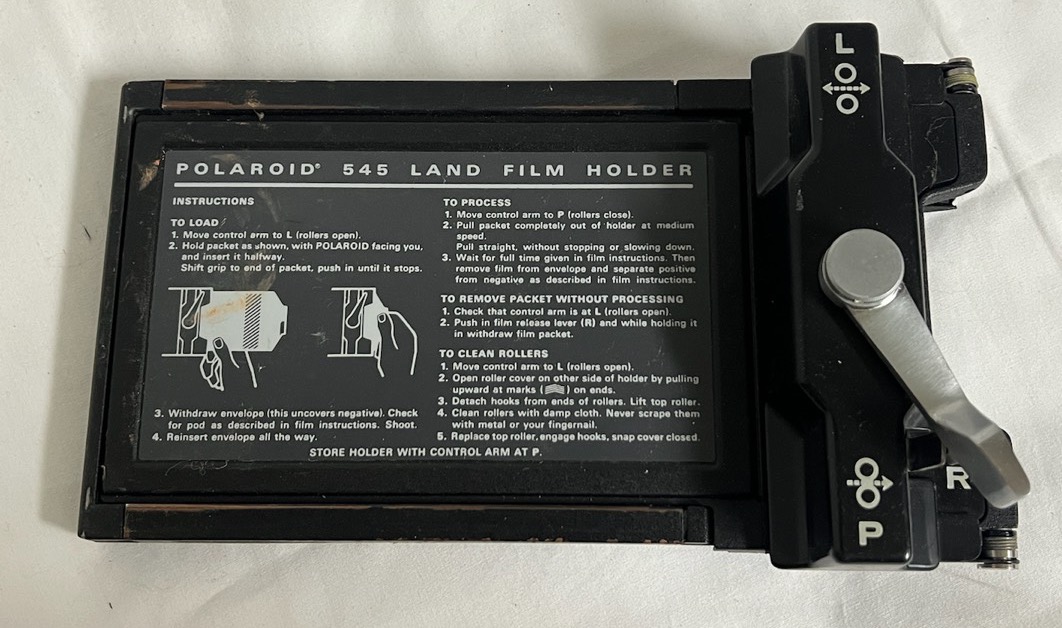 POLAROID® 545 LAND FILM HOLDER
INSTRUCTIONS
TO LOAD
1. Move control arm to L (rollers open).
2. Hold packet as shown, with POLAROID facing you,
and insert it halfway.
Shift grip to end of packet, push in until it stops.
3. Withdraw envelope (this uncovers negative). Check
for pod as described in film instructions. Shoot.
4. Reinsert envelope all the way.
TO PROCESS
1. Move control arm to P (rollers close).
2. Pull packet completely out of holder at medium
speed.
Pull straight, without stopping or slowing down.
3. Wait for full time given in film instructions. Then
remove film from envelope and separate positive
from negative as described in film instructions.
TO REMOVE PACKET WITHOUT PROCESSING
1. Check that control arm is at L (rollers open).
2. Push in film release lever (R) and while holding it
in withdraw film packet.
TO CLEAN ROLLERS
1. Move control arm to L (rollers open).
2. Open roller cover on other side of holder by pulling
upward at marks ( ) on ends.
3. Detach hooks from ends of rollers. Lift top roller.
4. Clean rollers with damp cloth. Never scrape them
with metal or your fingernail.
5. Replace top roller, engage hooks, snap cover closed.
STORE HOLDER WITH CONTROL ARM AT P.
L
R
P